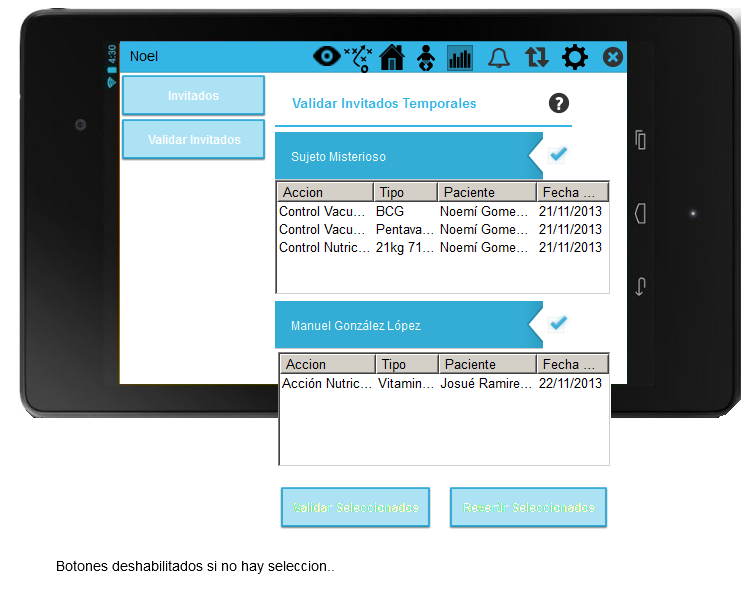 4:30
Noel
Invitados
Validar Invitados
Validar Invitados Temporales
?
Sujeto Misterioso
Accion Tipo Paciente Fecha ...
Control Vacu... BCG Noemí Gome... 21/11/2013
Control Vacu... Pentava... Noemí Gome... 21/11/2013
Control Nutric... 21kg 71... Noemí Gome... 21/11/2013
Manuel González López
Accion Tipo Paciente Fecha ...
Acción Nutric... Vitamin... Josué Ramire... 22/11/2013
Validar Seleccionados
Revertir Seleccionados
Botones deshabilitados si no hay seleccion..